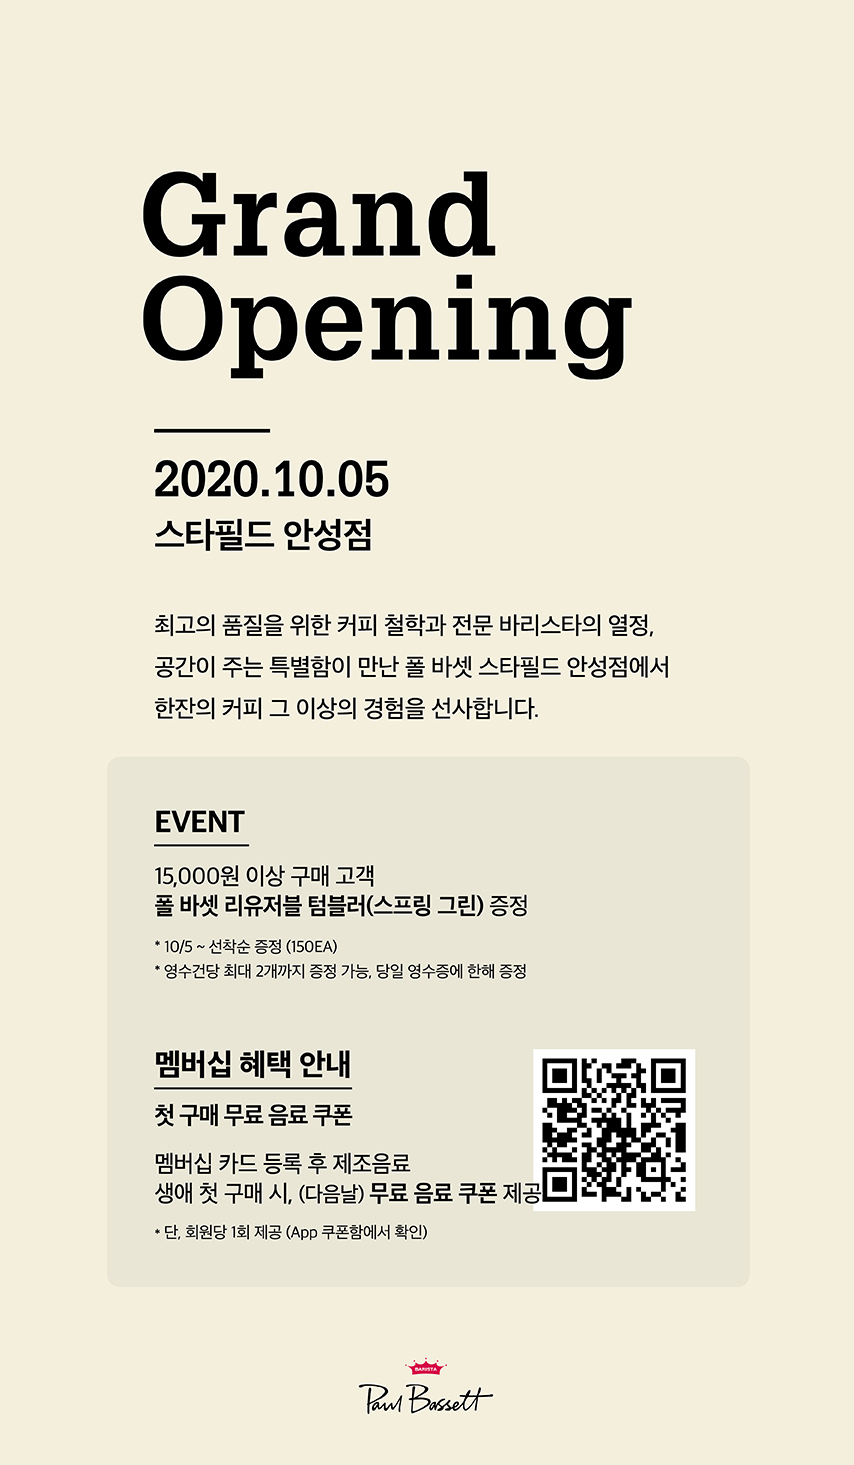 Grand
Opening
2020.10.05
스타필드 안성점
최고의 품질을 위한 커피 철학과 전문 바리스타의 열정,
공간이 주는 특별함이 만난 폴 바셋 스타필드 안성점에서
한잔의 커피 그 이상의 경험을 선사합니다.
EVENT
15,000원 이상 구매 고객
폴 바셋 리유저블 텀블러(스프링 그린) 증정
* 10/5 ~ 선착순 증정 (150EA)
* 영수건당 최대 2개까지 증정 가능, 당일 영수증에 한해 증정
멤버십 혜택 안내
첫 구매 무료 음료 쿠폰
멤버십 카드 등록 후 제조음료
생애 첫 구매 시, (다음날) 무료 음료 쿠폰 제공
* 단, 회원당 1회 제공 (App 쿠폰함에서 확인)
BARISTA
Paul Bassett